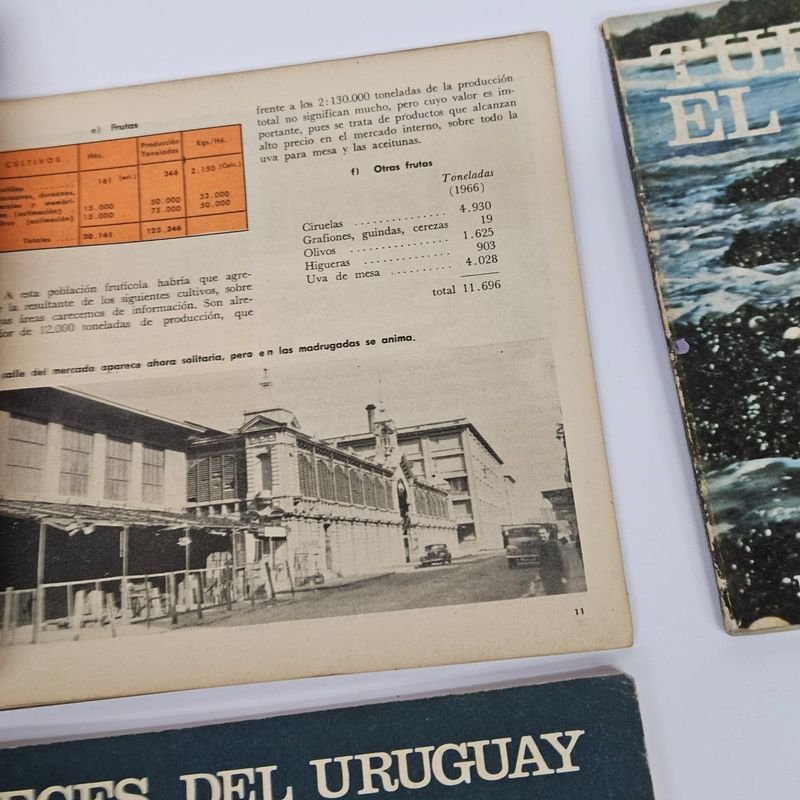 e) Frutas
CULTIVOS Hás. Producción Toneladas Kgs/Há.
161 (est.) 346 2.150 (Calc.)
manzanos, duraznos,
15.000 50.000 33.000
15.000 75.000 50.000
Totales .... 30.161 125.346
A esta población frutícola habría que agre-
la resultante de los siguientes cultivos, sobre
áreas carecemos de información. Son alre-
dor de 12.000 toneladas de producción, que
frente a los 2:130.000 toneladas de la producción
total no significan mucho, pero cuyo valor es im-
portante, pues se trata de productos que alcanzan
alto precio en el mercado interno, sobre todo la
uva para mesa y las aceitunas.
f) Otras frutas
Toneladas
(1966)
Ciruelas .............. 4.930
Grafiones, guindas, cerezas 19
Olivos ............... 1.625
Higueras ............. 903
Uva de mesa .......... 4.028
total 11.696
calle del mercado aparece ahora solitaria, pero en las madrugadas se anima.
11
TUR
EL
ECES DEL URUGUAY